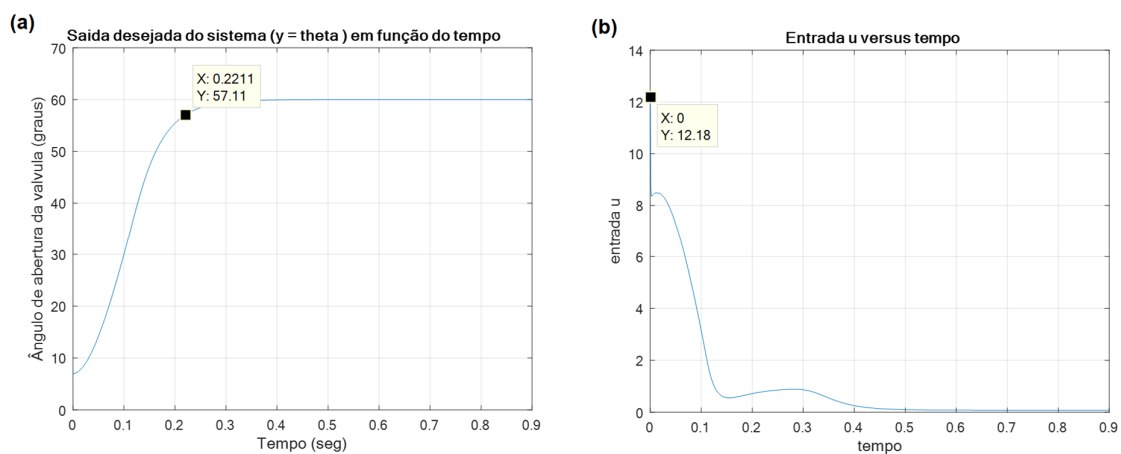 (a)
Saida desejada do sistema (y = theta ) em função do tempo
70
60
50
40
30
20
10
0
X: 0.2211
Y: 57.11
Ângulo de abertura da valvula (graus)
0 0.1 0.2 0.3 0.4 0.5 0.6 0.7 0.8 0.9
Tempo (seg)
(b)
Entrada u versus tempo
14
12
10
8
6
4
2
0
X: 0
Y: 12.18
entrada u
0 0.1 0.2 0.3 0.4 0.5 0.6 0.7 0.8 0.9
tempo